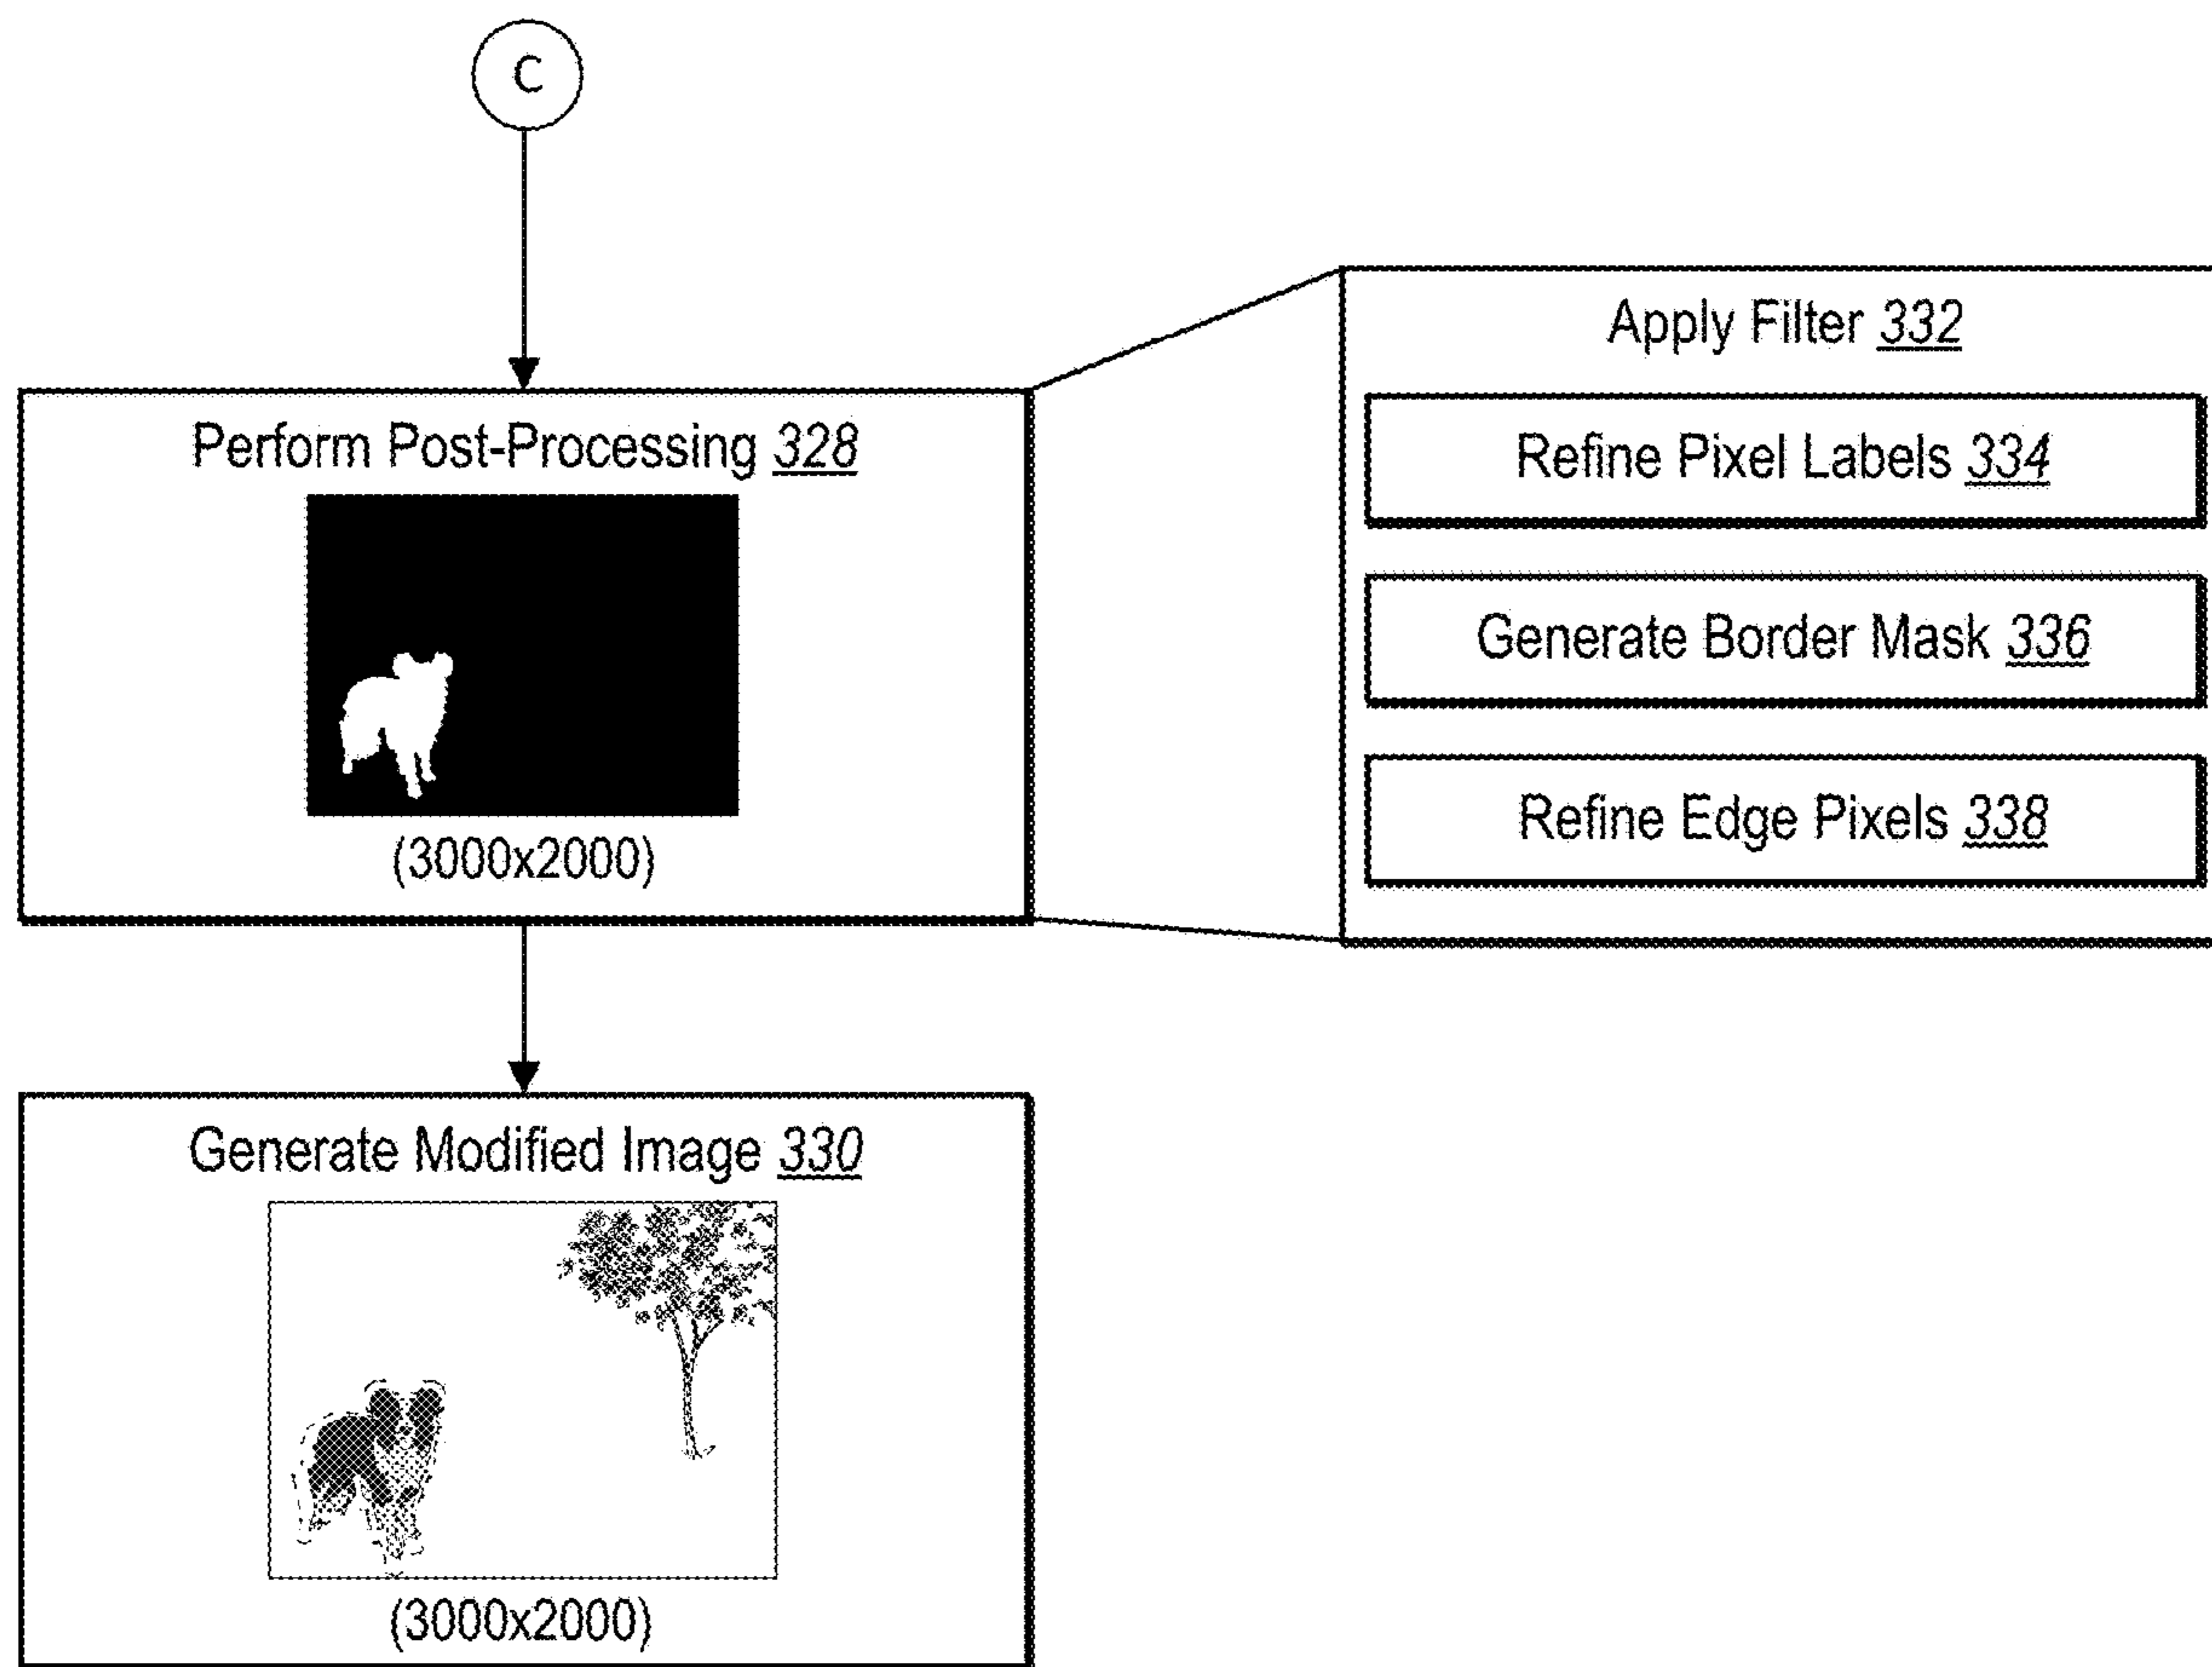 C
Perform Post-Processing 328
(3000x2000)
Apply Filter 332
Refine Pixel Labels 334
Generate Border Mask 336
Refine Edge Pixels 338
Generate Modified Image 330
(3000x2000)